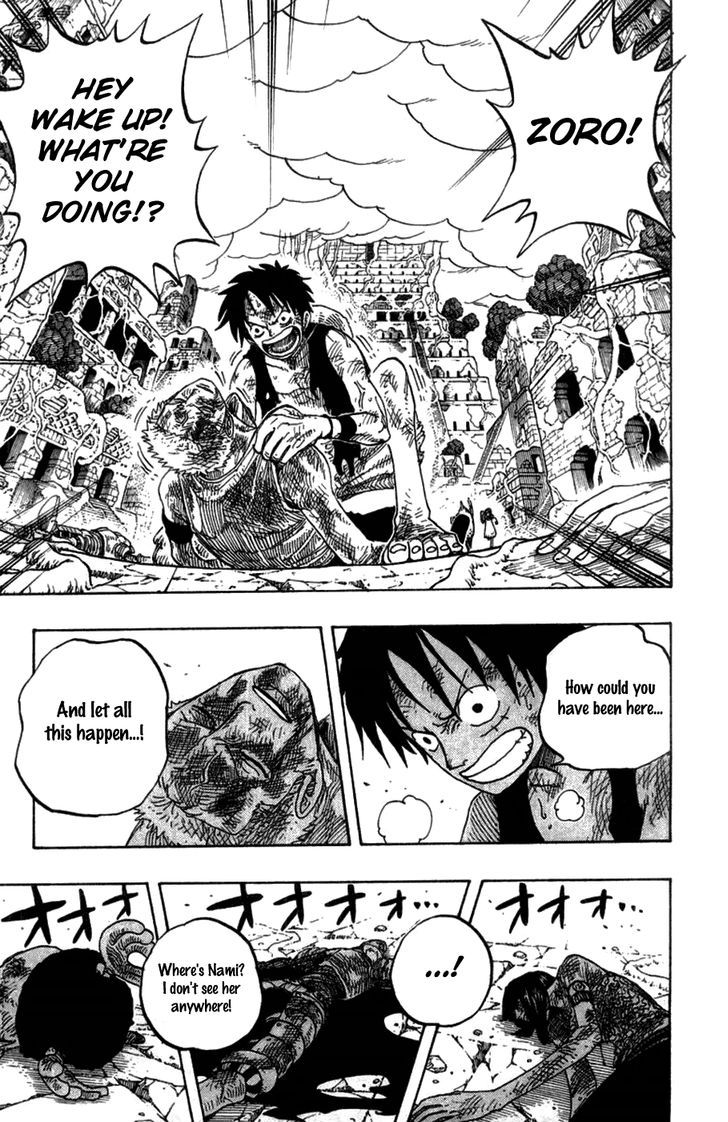 ZORO!
HEY
WAKE UP!
WHAT'RE
YOU
DOING!?
How could you
have been here...
And let all
this happen...!
オオオ...
...!
オオオオ...
Where's Nami?
I don't see her
anywhere!
オオオ...